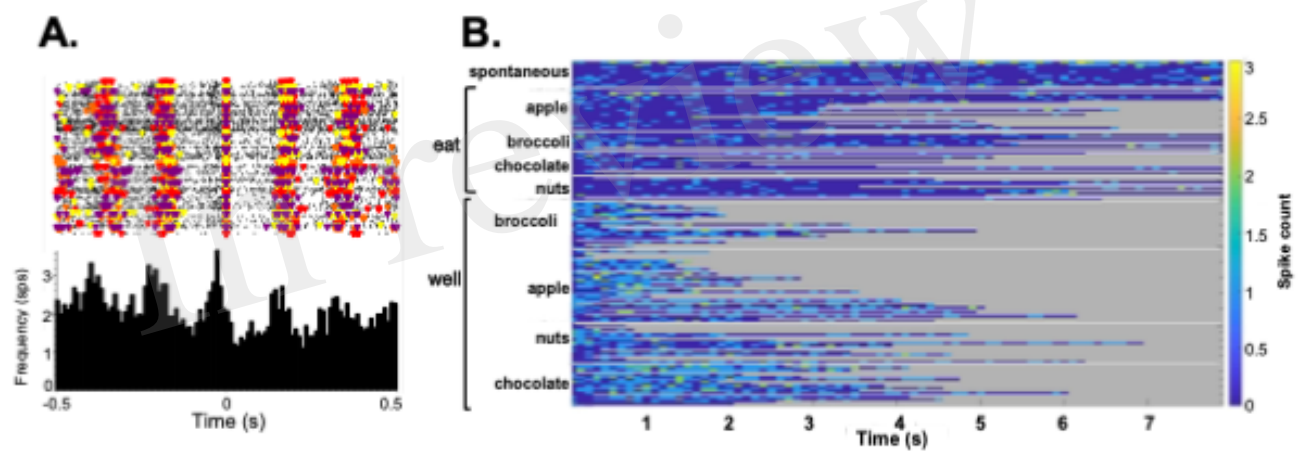 A.
Frequency (sps)
3
2
1
0
-0.5
0
0.5
Time (s)
B.
spontaneous
eat
apple
broccoli
chocolate
nuts
well
broccoli
apple
nuts
chocolate
1
2
3
4
5
6
7
Time (s)
3
2.5
2
1.5
1
0.5
0
Spike count
In review